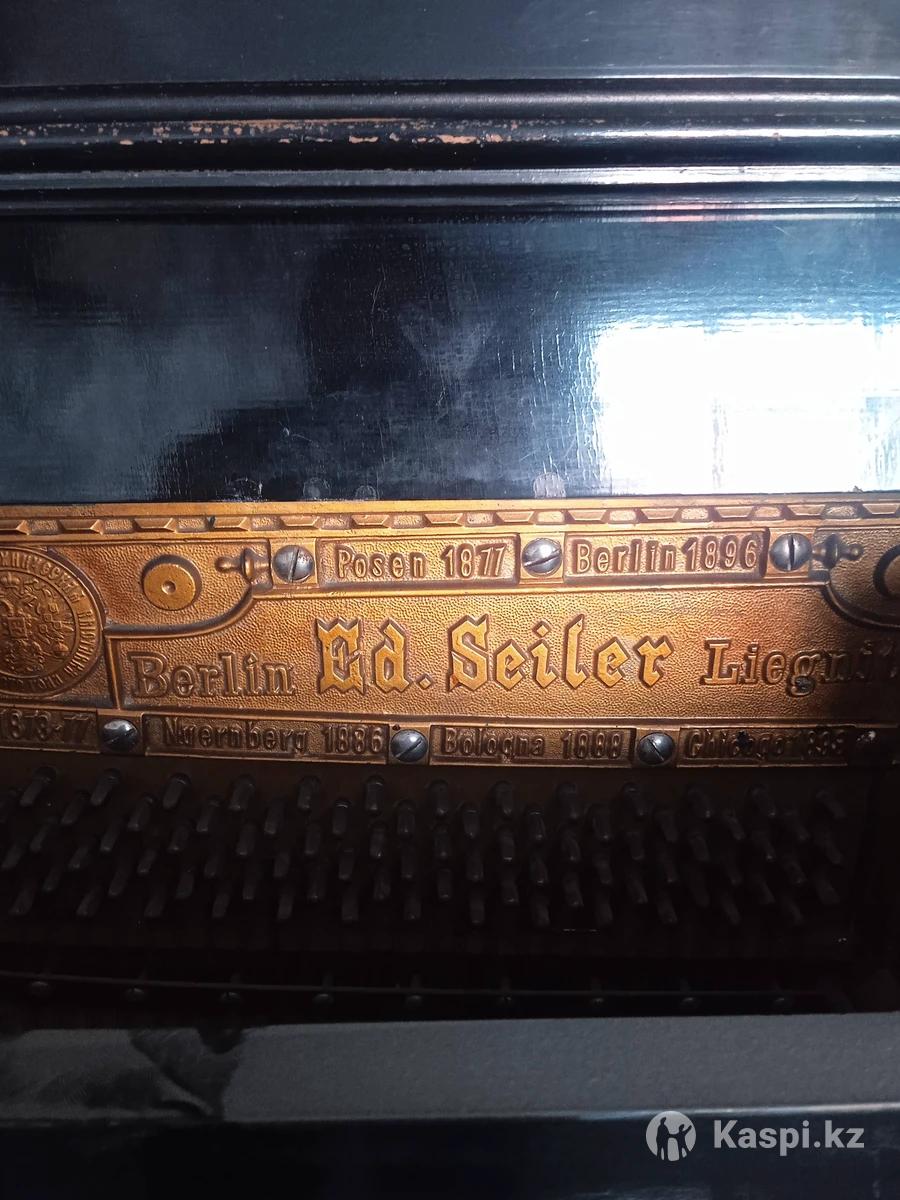 Posen 1877 Berlin 1896
Berlin Ed. Seiler
Nuernberg 1886 Bologna 1888
Kaspi.kz